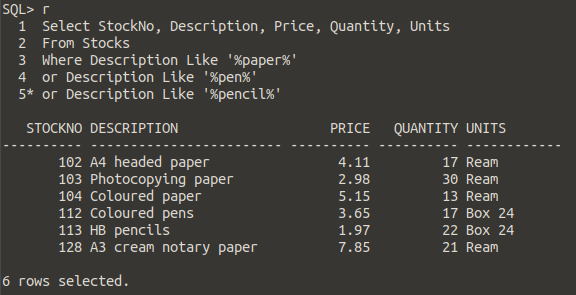 SQL> r
  1  Select StockNo, Description, Price, Quantity, Units
  2  From Stocks
  3  Where Description Like '%paper%'
  4  or Description Like '%pen%'
  5* or Description Like '%pencil%'

   STOCKNO DESCRIPTION                  PRICE   QUANTITY UNITS
---------- ----------------------- ---------- ---------- ------------
       102 A4 headed paper               4.11         17 Ream
       103 Photocopying paper            2.98         30 Ream
       104 Coloured paper                5.15         13 Ream
       112 Coloured pens                 3.65         17 Box 24
       113 HB pencils                    1.97         22 Box 24
       128 A3 cream notary paper         7.85         21 Ream

6 rows selected.